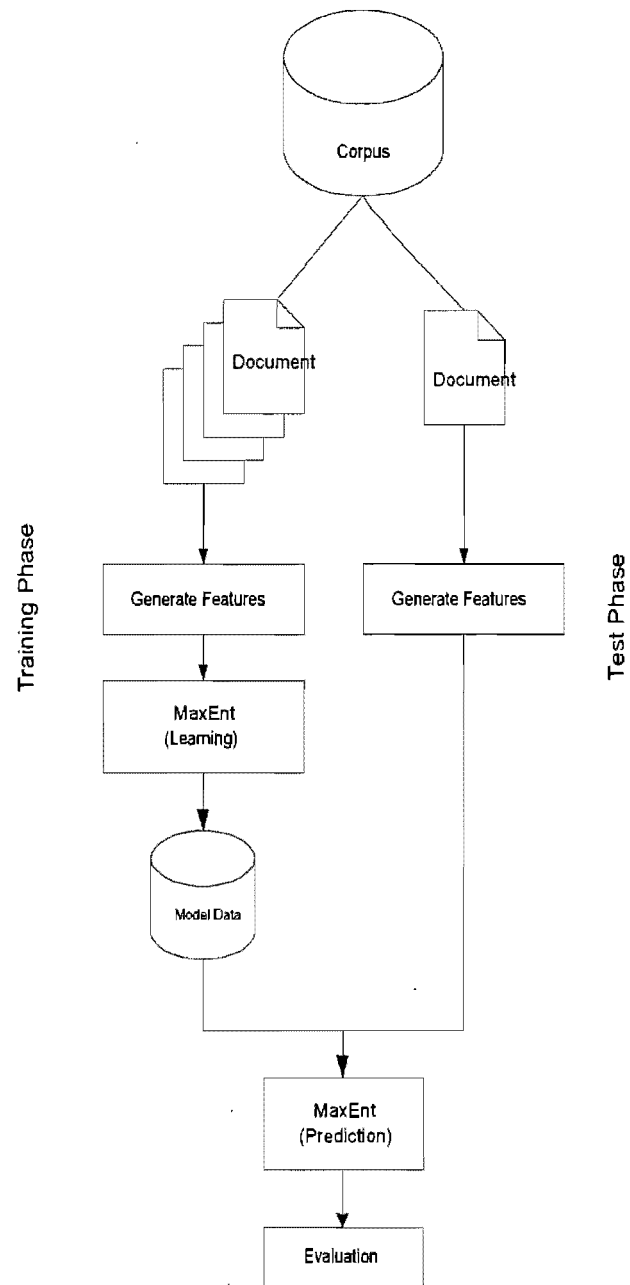 Corpus
Document
Document
Training Phase
Test Phase
Generate Features
Generate Features
MaxEnt
(Learning)
Model Data
MaxEnt
(Prediction)
Evaluation